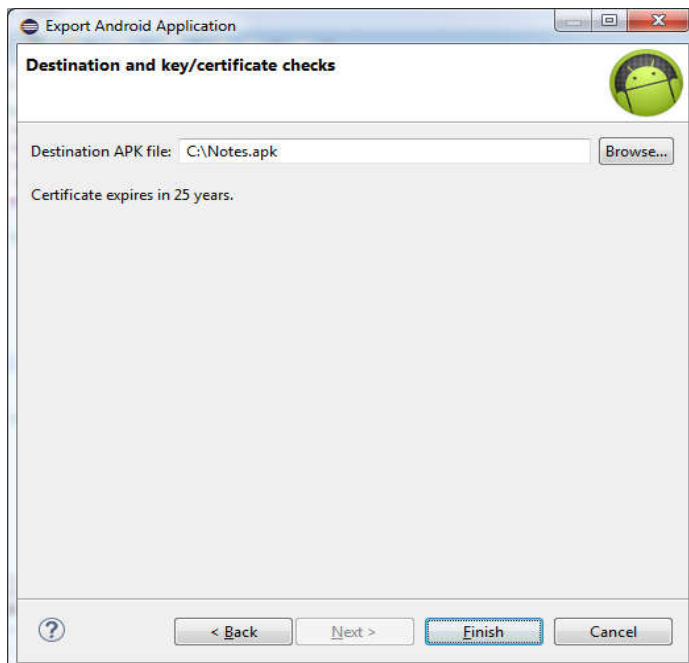 Export Android Application
Destination and key/certificate checks
Destination APK file: C:\Notes.apk Browse...
Certificate expires in 25 years.
? < Back Next > Finish Cancel